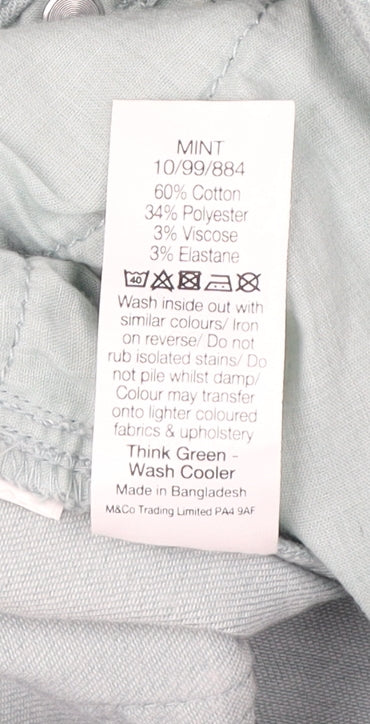 MINT
10/99/884
60% Cotton
34% Polyester
3% Viscose
3% Elastane
40
Wash inside out with
similar colours/ Iron
on reverse/ Do not
rub isolated stains/ Do
not pile whilst damp/
Colour may transfer
onto lighter coloured
fabrics & upholstery
Think Green -
Wash Cooler
Made in Bangladesh
M&Co Trading Limited PA4 9AF